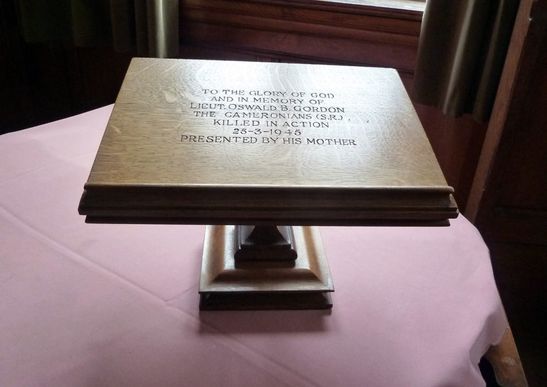 TO THE GLORY OF GOD
AND IN MEMORY OF
LIEUT. OSWALD B. GORDON
THE CAMERONIANS (S.R.)
KILLED IN ACTION
25-3-1945
PRESENTED BY HIS MOTHER